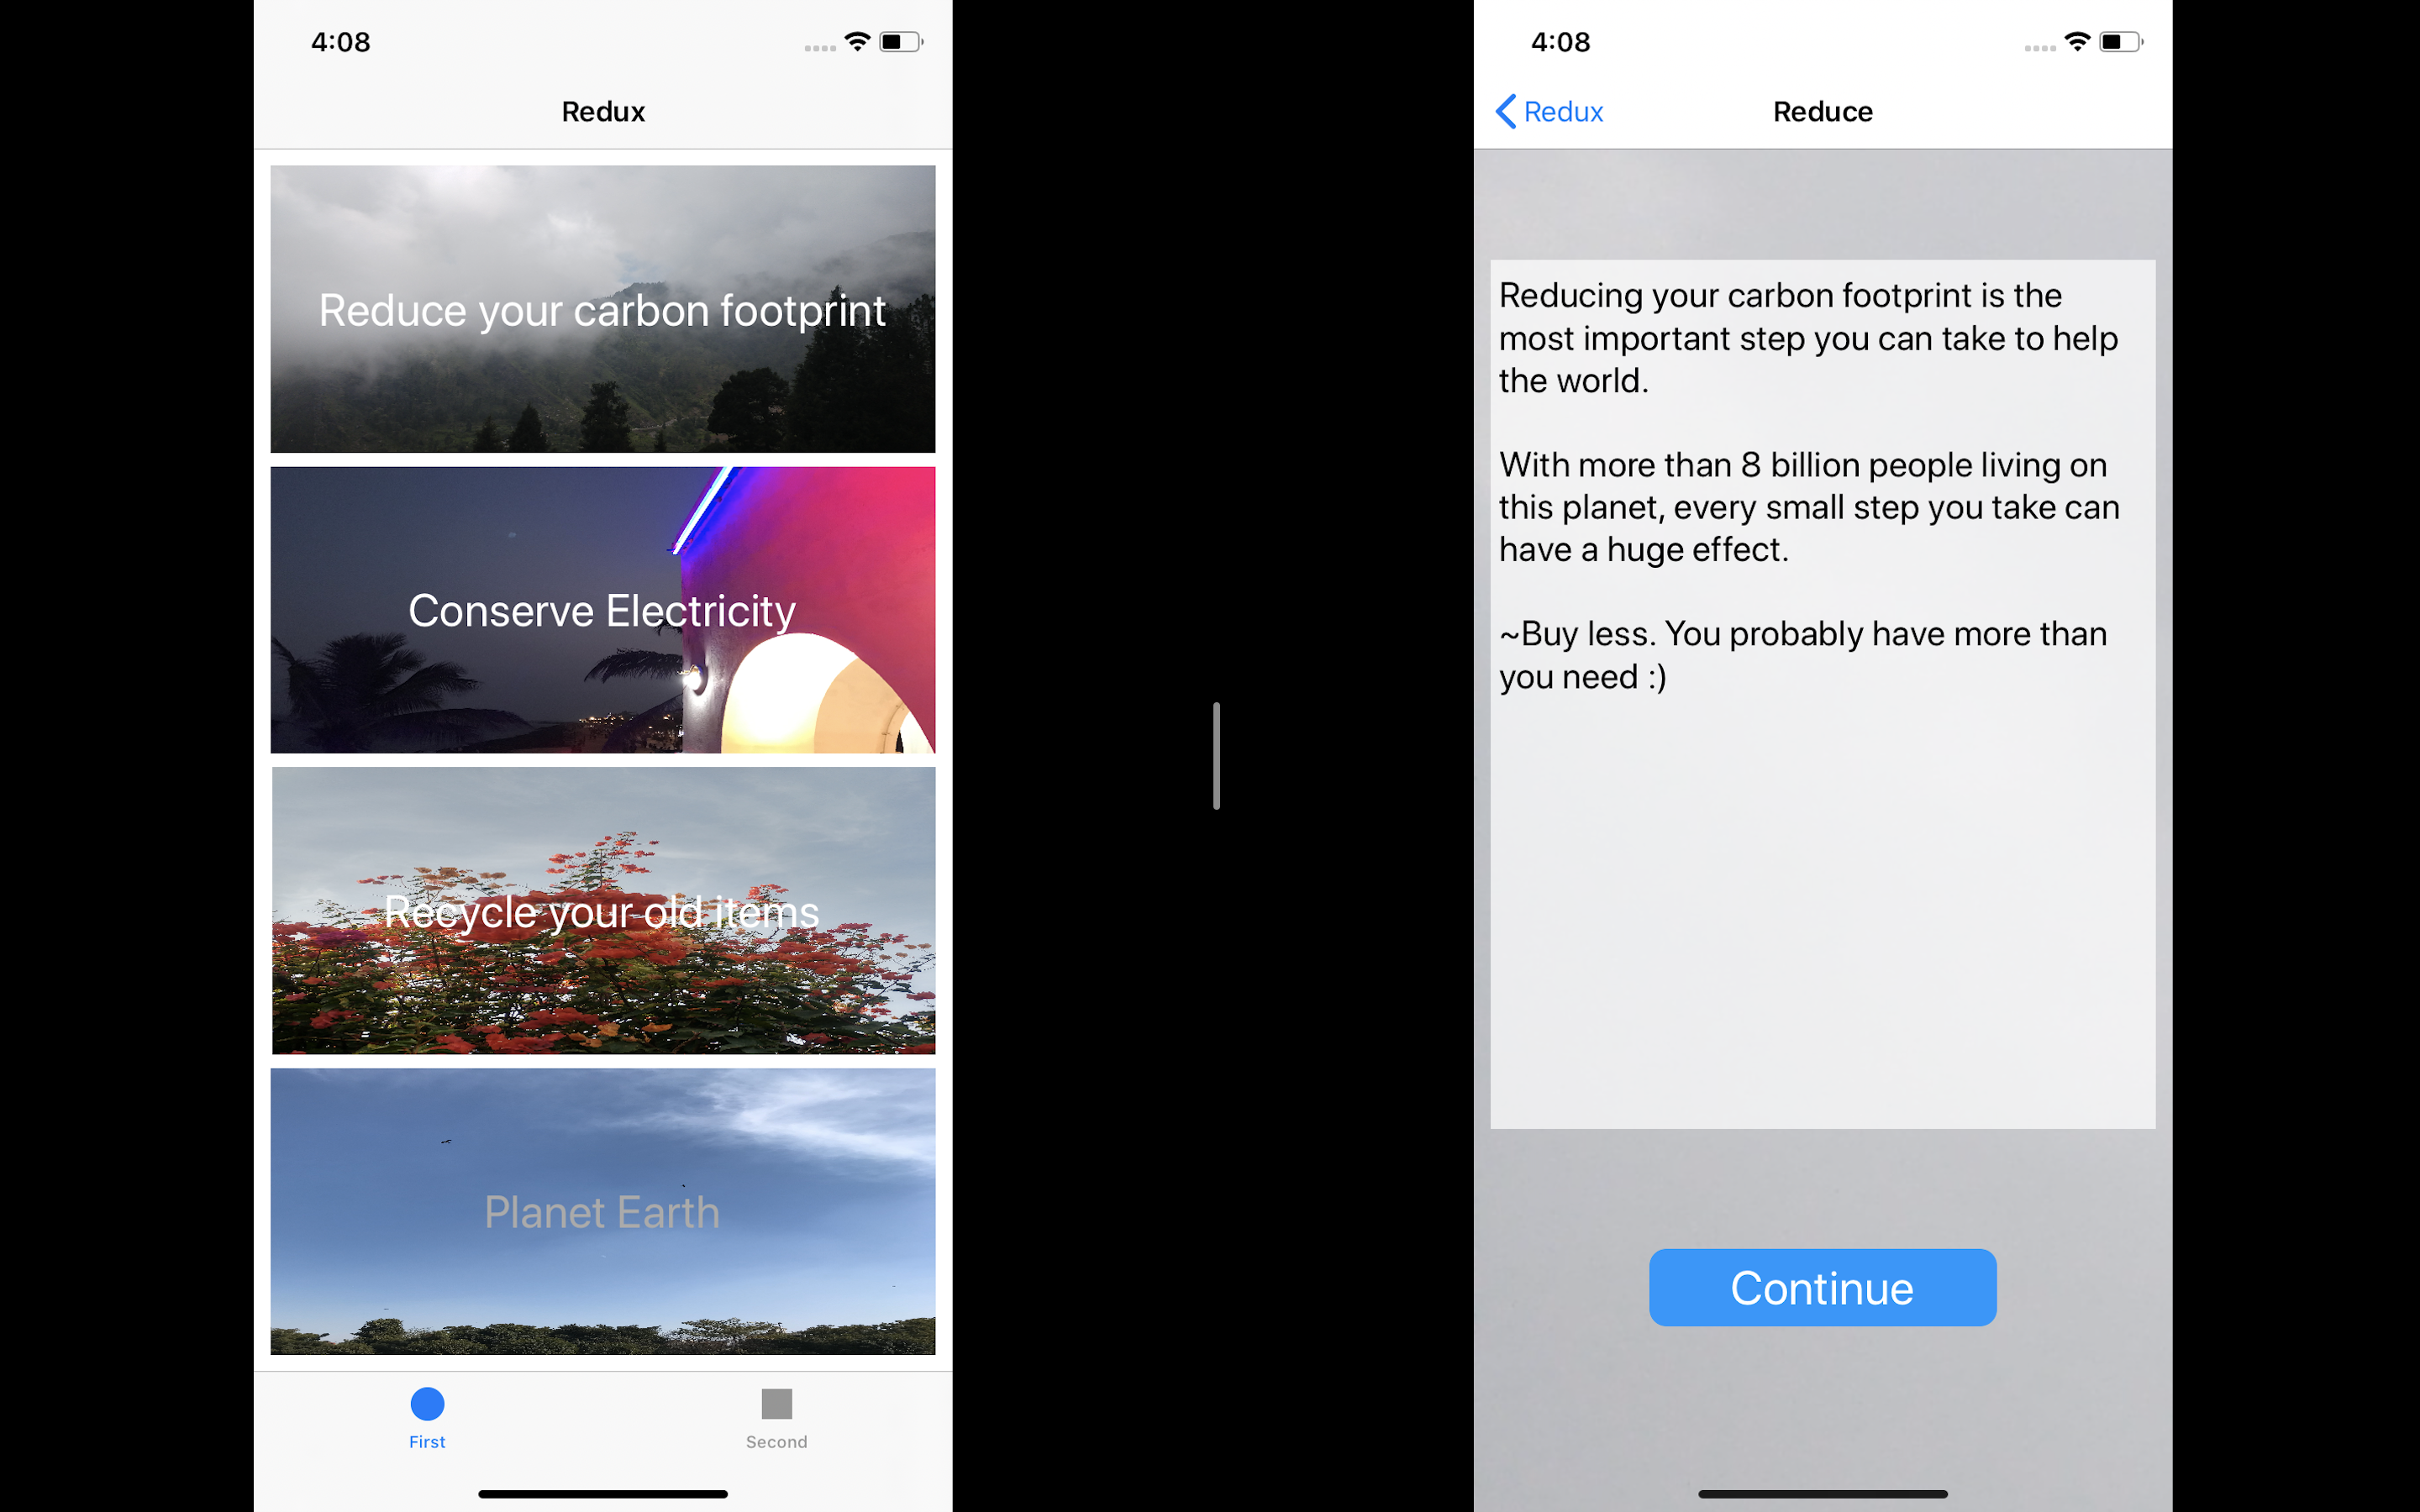 4:08
Redux
Reduce your carbon footprint
Conserve Electricity
Recycle your old items
Planet Earth
First
Second
4:08
Redux
Reduce
Reducing your carbon footprint is the
most important step you can take to help
the world.
With more than 8 billion people living on
this planet, every small step you take can
have a huge effect.
~Buy less. You probably have more than
you need :)
Continue